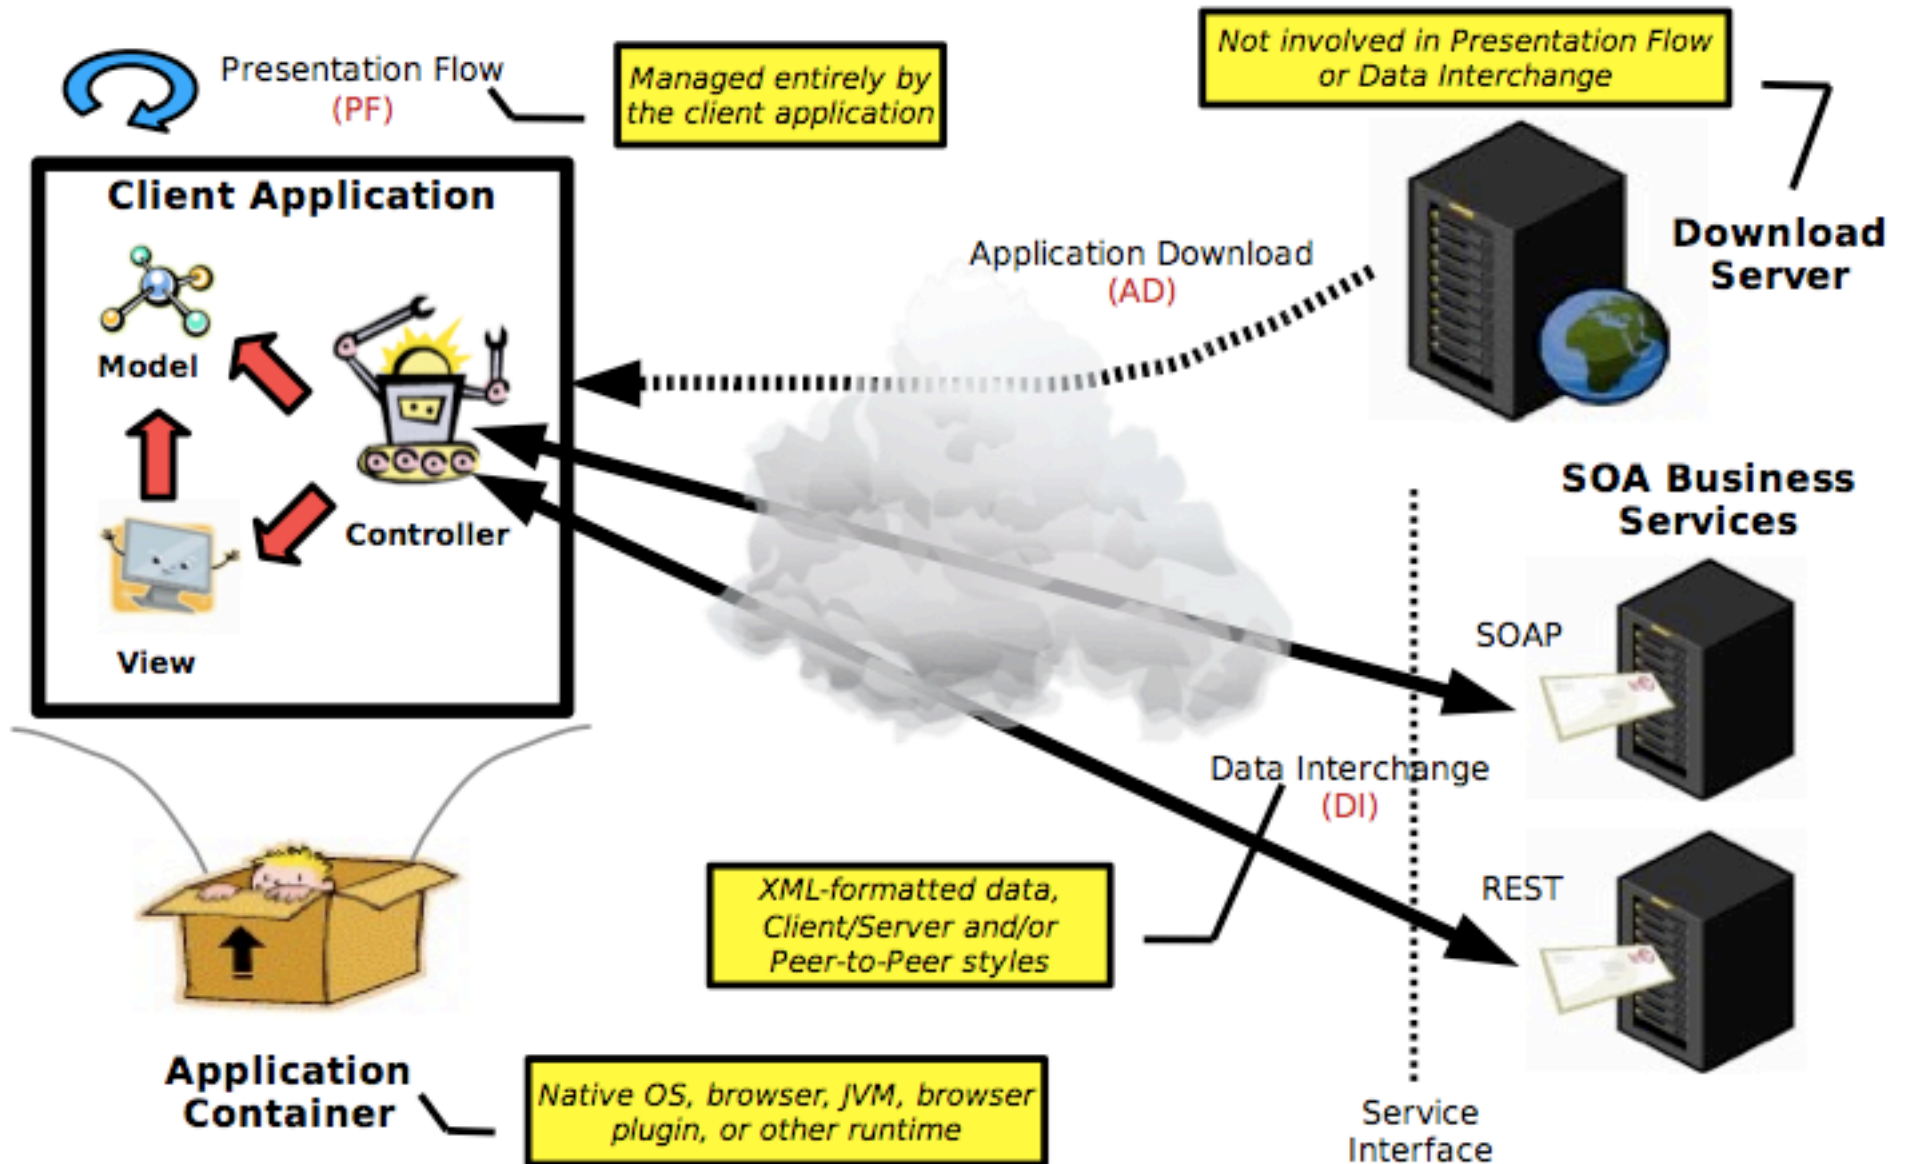 Presentation Flow
(PF)
Managed entirely by
the client application
Not involved in Presentation Flow
or Data Interchange
Client Application
Model
Controller
View
Application Download
(AD)
Download
Server
SOA Business
Services
SOAP
Data Interchange
(DI)
REST
XML-formatted data,
Client/Server and/or
Peer-to-Peer styles
Application
Container
Native OS, browser, JVM, browser
plugin, or other runtime
Service
Interface